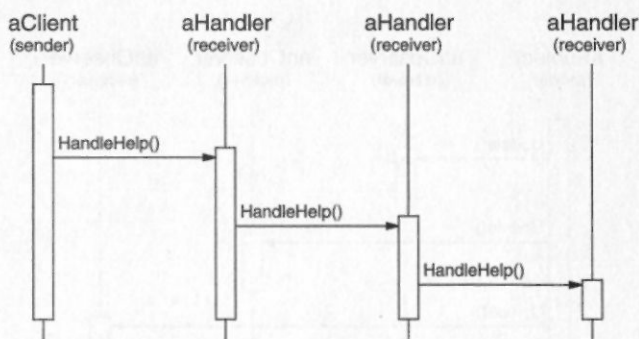 aClient aHandler aHandler aHandler
(sender) (receiver) (receiver) (receiver)
HandleHelp()
HandleHelp()
HandleHelp()